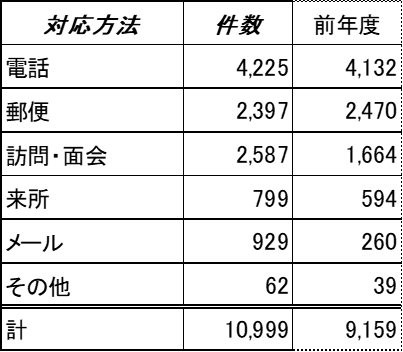 対応方法 件数 前年度
電話 4,225 4,132
郵便 2,397 2,470
訪問・面会 2,587 1,664
来所 799 594
メール 929 260
その他 62 39
計 10,999 9,159